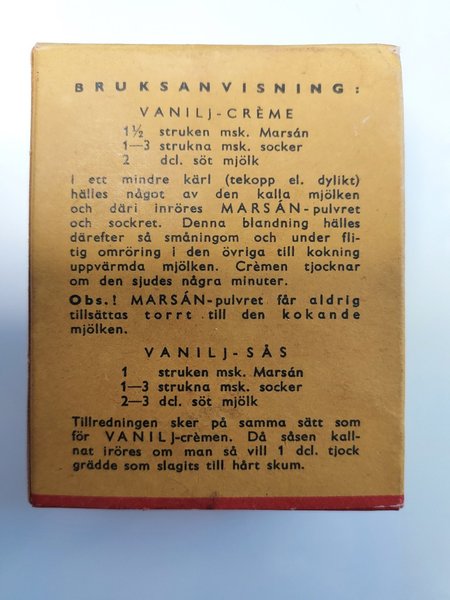 BRUKSANVISNING:
VANILJ-CRÈME
1½ struken msk. Marsán
1—3 strukna msk. socker
2 dcl. söt mjölk
I ett mindre kärl (tekopp el. dylikt)
hälles något av den kalla mjölken
och däri inröres MARSÁN-pulvret
och sockret. Denna blandning hälles
därefter så småningom och under fli-
tig omröring i den övriga till kokning
uppvärmda mjölken. Crèmen tjocknar
om den sjudes några minuter.
Obs.! MARSÁN-pulvret får aldrig
tillsättas torrt till den kokande
mjölken.
VANILJ-SÅS
1 struken msk. Marsán
1—3 strukna msk. socker
2—3 dcl. söt mjölk
Tillredningen sker på samma sätt som
för VANILJ-crèmen. Då såsen kall-
nat iröres om man så vill 1 dcl. tjock
grädde som slagits till hårt skum.